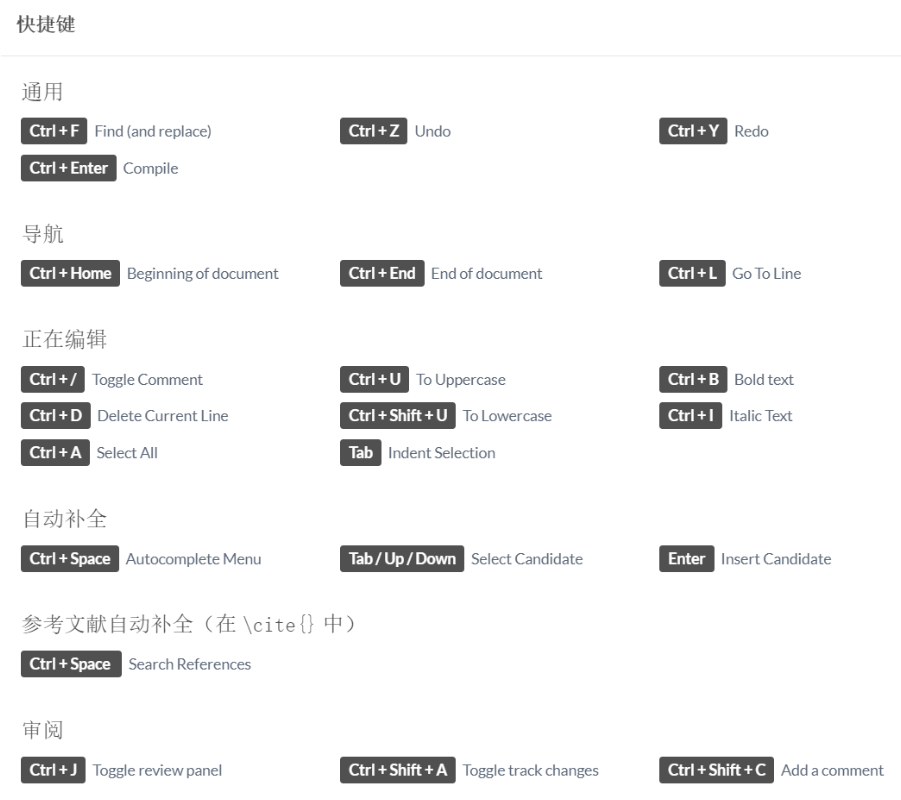 快捷键
通用
Ctrl + F Find (and replace) Ctrl + Z Undo Ctrl + Y Redo
Ctrl + Enter Compile
导航
Ctrl + Home Beginning of document Ctrl + End End of document Ctrl + L Go To Line
正在编辑
Ctrl + / Toggle Comment Ctrl + U To Uppercase Ctrl + B Bold text
Ctrl + D Delete Current Line Ctrl + Shift + U To Lowercase Ctrl + I Italic Text
Ctrl + A Select All Tab Indent Selection
自动补全
Ctrl + Space Autocomplete Menu Tab / Up / Down Select Candidate Enter Insert Candidate
参考文献自动补全（在 \cite{} 中）
Ctrl + Space Search References
审阅
Ctrl + J Toggle review panel Ctrl + Shift + A Toggle track changes Ctrl + Shift + C Add a comment